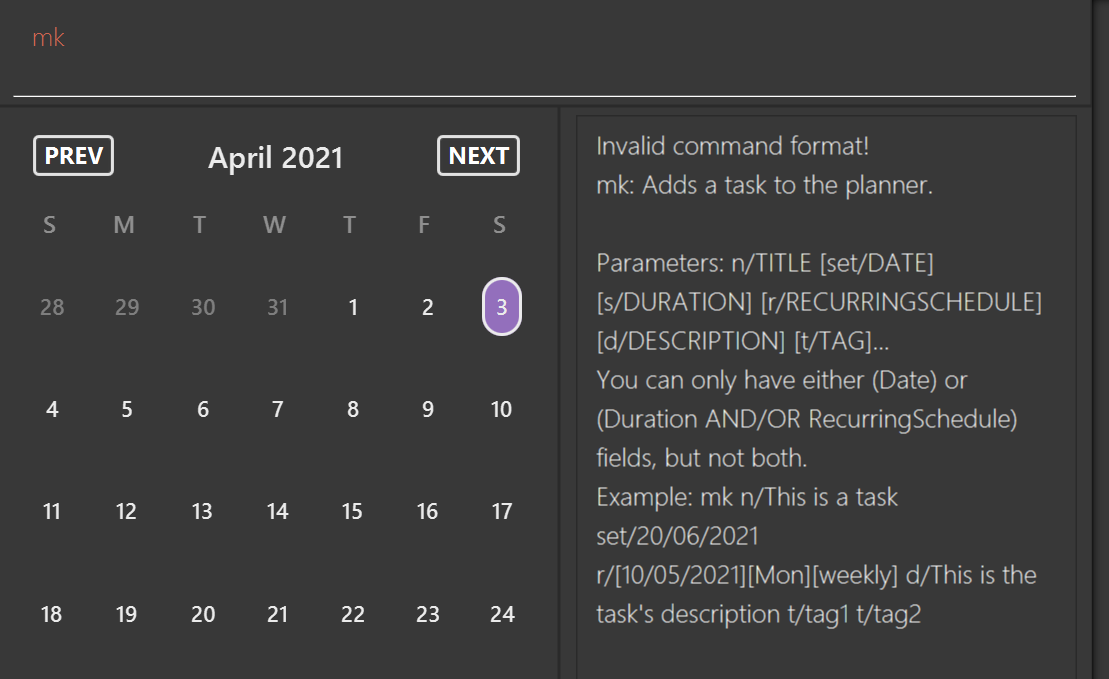 mk
PREV April 2021 NEXT
S M T W T F S
28 29 30 31 1 2 3
4 5 6 7 8 9 10
11 12 13 14 15 16 17
18 19 20 21 22 23 24
Invalid command format!
mk: Adds a task to the planner.
Parameters: n/TITLE [set/DATE]
[s/DURATION] [r/RECURRINGSCHEDULE]
[d/DESCRIPTION] [t/TAG]...
You can only have either (Date) or
(Duration AND/OR RecurringSchedule)
fields, but not both.
Example: mk n/This is a task
set/20/06/2021
r/[10/05/2021][Mon][weekly] d/This is the
task's description t/tag1 t/tag2